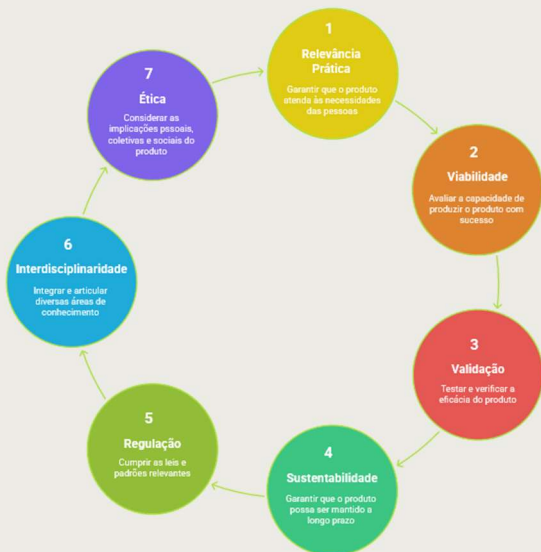 1
Relevância
Prática
Garantir que o produto
atenda às necessidades
das pessoas
2
Viabilidade
Avaliar a capacidade de
produzir o produto com
sucesso
3
Validação
Testar e verificar a
eficácia do produto
4
Sustentabilidade
Garantir que o produto
possa ser mantido a
longo prazo
5
Regulação
Cumprir as leis e
padrões relevantes
6
Interdisciplinaridade
Integrar e articular
diversas áreas de
conhecimento
7
Ética
Considerar as
implicações pssoais,
coletivas e sociais do
produto